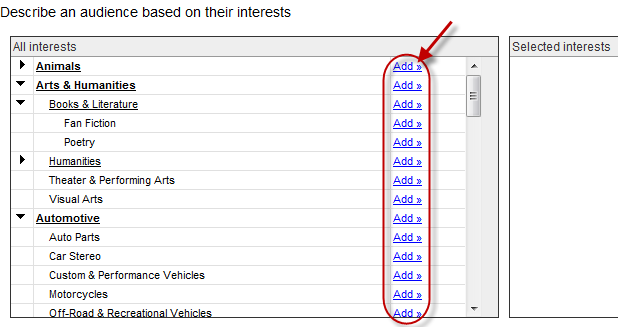 Describe an audience based on their interests
All interests
Selected interests
Animals Add »
Arts & Humanities Add »
Books & Literature Add »
Fan Fiction Add »
Poetry Add »
Humanities Add »
Theater & Performing Arts Add »
Visual Arts Add »
Automotive Add »
Auto Parts Add »
Car Stereo Add »
Custom & Performance Vehicles Add »
Motorcycles Add »
Off-Road & Recreational Vehicles Add »